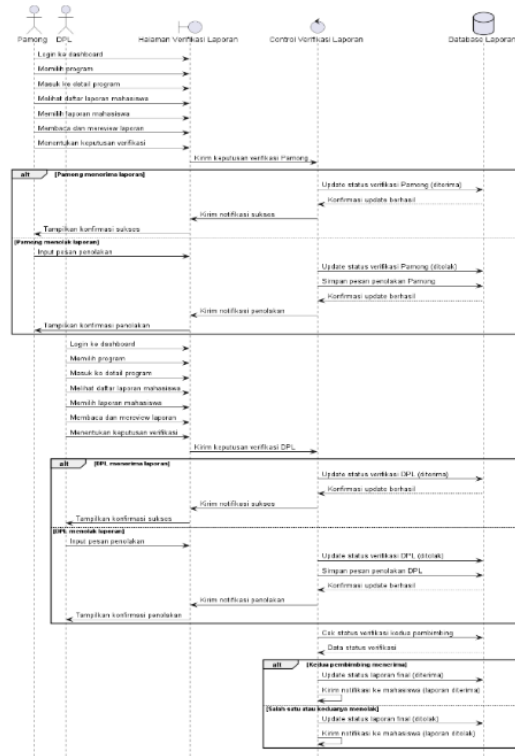 Pamong DPL Halaman Verifikasi Laporan Control Verifikasi Laporan Database Laporan
Login ke dashboard
Memilih program
Masuk ke detail program
Melihat daftar laporan mahasiswa
Memilih laporan mahasiswa
Membaca dan mereview laporan
Menentukan keputusan verifikasi
Kirim keputusan verifikasi Pamong
alt [Pamong menerima laporan]
Update status verifikasi Pamong (diterima)
Konfirmasi update berhasil
Kirim notifikasi sukses
Tampilkan konfirmasi sukses
[Pamong menolak laporan]
Input pesan penolakan
Update status verifikasi Pamong (ditolak)
Simpan pesan penolakan Pamong
Konfirmasi update berhasil
Kirim notifikasi penolakan
Tampilkan konfirmasi penolakan
Login ke dashboard
Memilih program
Masuk ke detail program
Melihat daftar laporan mahasiswa
Memilih laporan mahasiswa
Membaca dan mereview laporan
Menentukan keputusan verifikasi
Kirim keputusan verifikasi DPL
alt [DPL menerima laporan]
Update status verifikasi DPL (diterima)
Konfirmasi update berhasil
Kirim notifikasi sukses
Tampilkan konfirmasi sukses
[DPL menolak laporan]
Input pesan penolakan
Update status verifikasi DPL (ditolak)
Simpan pesan penolakan DPL
Konfirmasi update berhasil
Kirim notifikasi penolakan
Tampilkan konfirmasi penolakan
Cek status verifikasi kedua pembimbing
Data status verifikasi
alt [Kedua pembimbing menerima]
Update status laporan final (diterima)
Kirim notifikasi ke mahasiswa (laporan diterima)
[Salah satu atau keduanya menolak]
Update status laporan final (ditolak)
Kirim notifikasi ke mahasiswa (laporan ditolak)